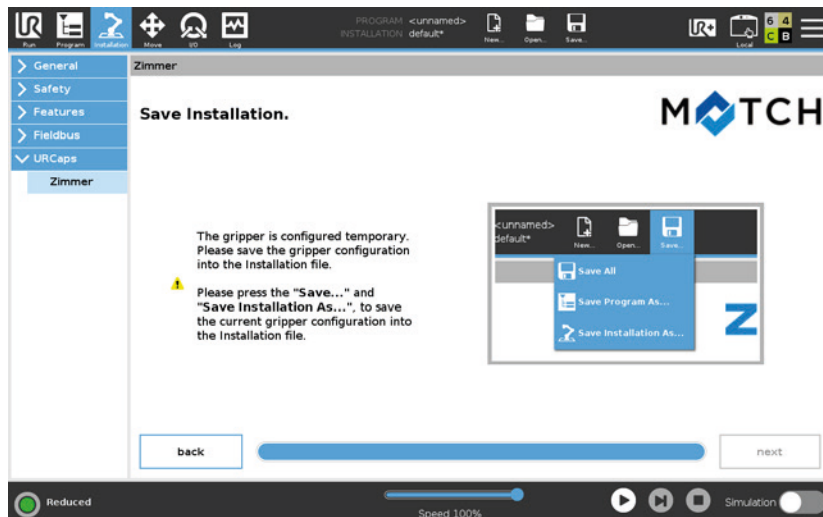 UR
UR+
6 4
C B
PROGRAM <unnamed>
INSTALLATION default*
Run Program Installation Move I/O Log New... Open... Save... Local
General
Safety
Features
Fieldbus
URCaps
Zimmer
Zimmer
Save Installation.
MATCH
The gripper is configured temporary.
Please save the gripper configuration
into the Installation file.
Please press the "Save..." and
"Save Installation As...", to save
the current gripper configuration into
the Installation file.
<unnamed>
default*
New... Open... Save...
Save All
Save Program As...
Save Installation As...
Z
back
next
Reduced
Speed 100%
Simulation